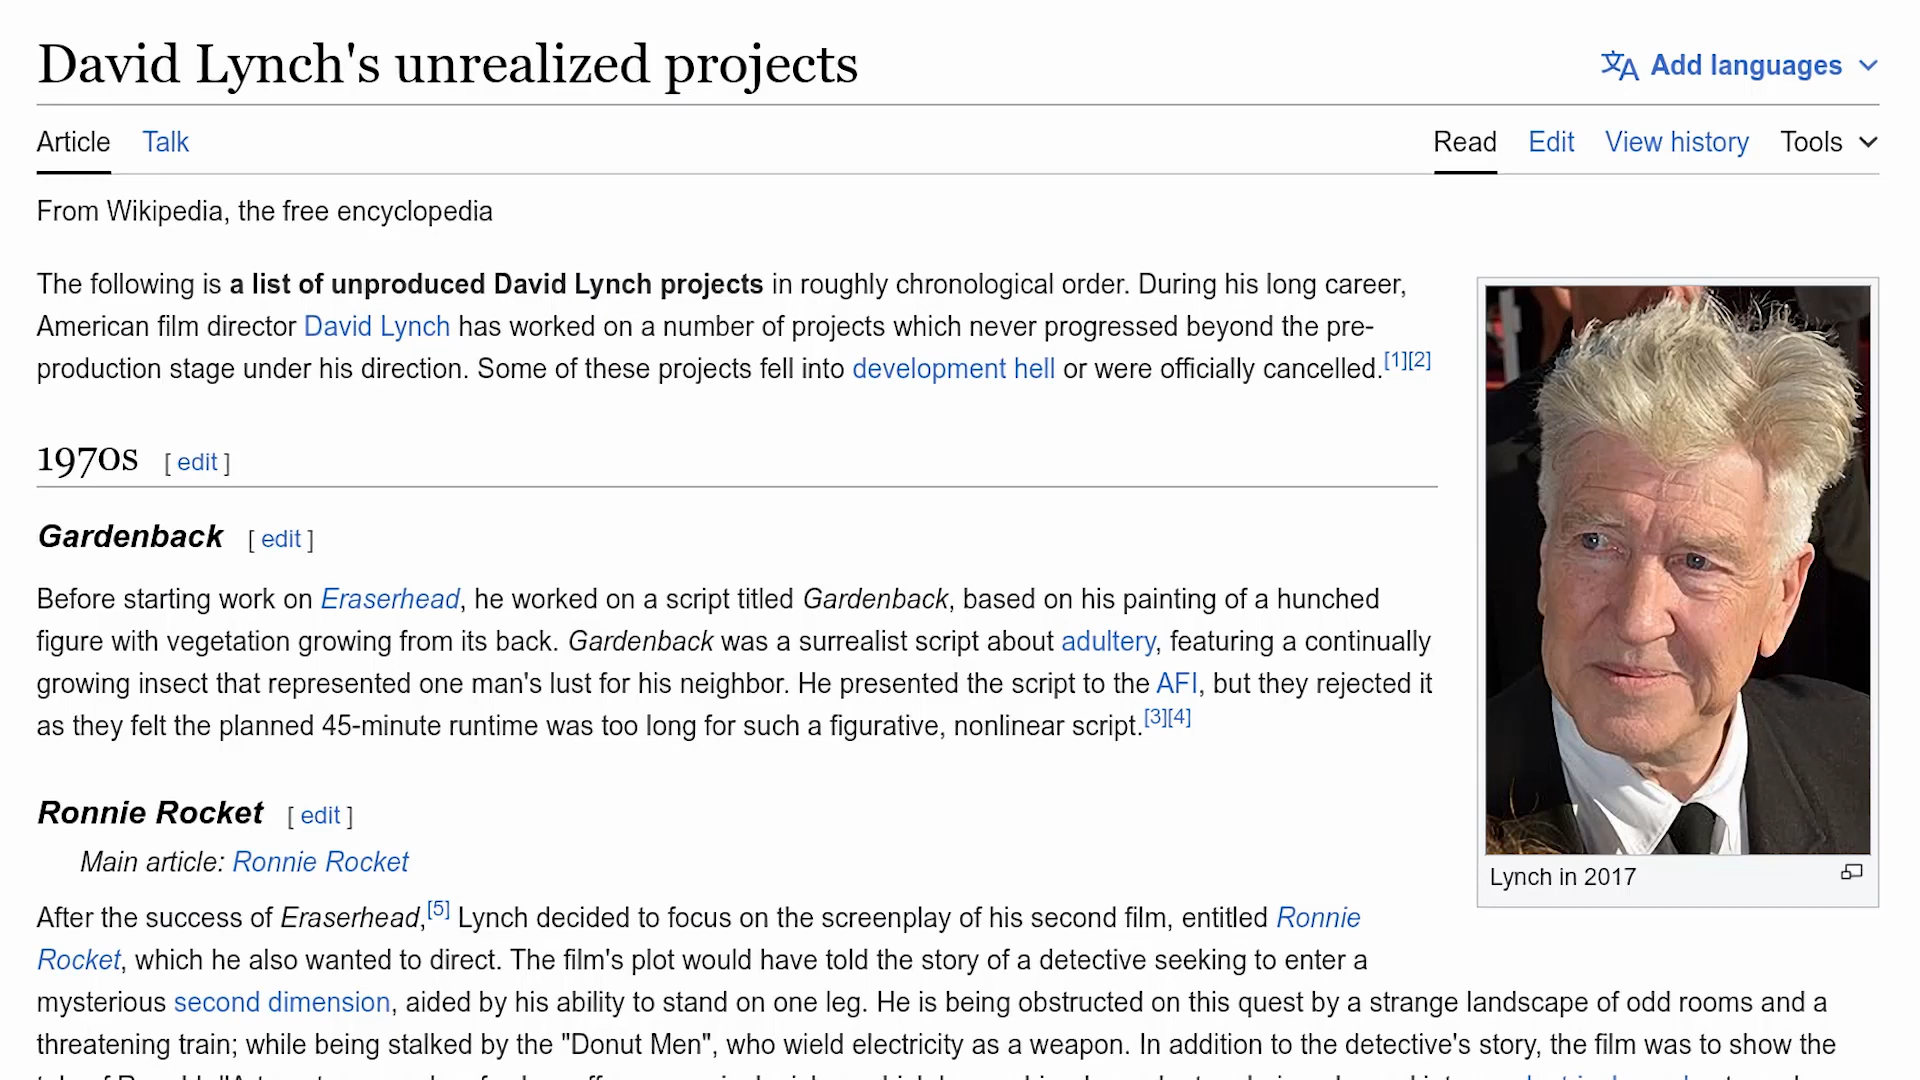 David Lynch's unrealized projects
Add languages
Article Talk
Read Edit View history Tools
From Wikipedia, the free encyclopedia
The following is a list of unproduced David Lynch projects in roughly chronological order. During his long career,
American film director David Lynch has worked on a number of projects which never progressed beyond the pre-
production stage under his direction. Some of these projects fell into development hell or were officially cancelled.[1][2]
1970s [ edit ]
Gardenback [ edit ]
Before starting work on Eraserhead, he worked on a script titled Gardenback, based on his painting of a hunched
figure with vegetation growing from its back. Gardenback was a surrealist script about adultery, featuring a continually
growing insect that represented one man's lust for his neighbor. He presented the script to the AFI, but they rejected it
as they felt the planned 45-minute runtime was too long for such a figurative, nonlinear script.[3][4]
Lynch in 2017
Ronnie Rocket [ edit ]
Main article: Ronnie Rocket
After the success of Eraserhead,[5] Lynch decided to focus on the screenplay of his second film, entitled Ronnie
Rocket, which he also wanted to direct. The film's plot would have told the story of a detective seeking to enter a
mysterious second dimension, aided by his ability to stand on one leg. He is being obstructed on this quest by a strange landscape of odd rooms and a
threatening train; while being stalked by the "Donut Men", who wield electricity as a weapon. In addition to the detective's story, the film was to show the